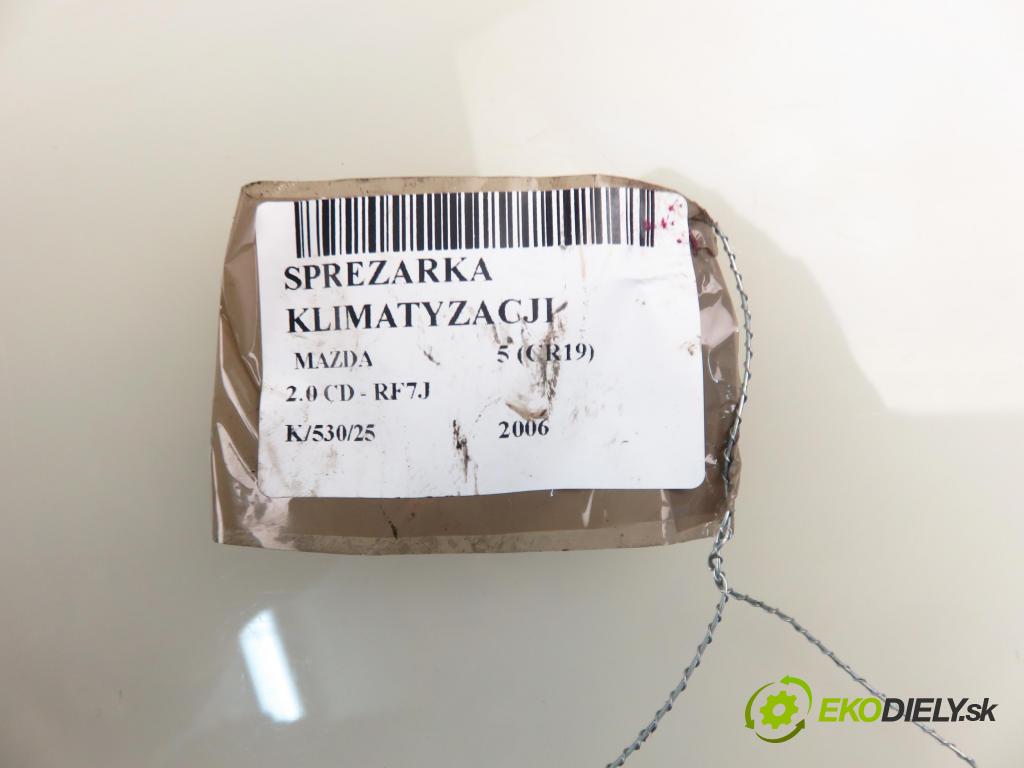 SPREZARKA
KLIMATYZACJI
MAZDA 5 (CR19)
2.0 CD - RF7J
K/530/25 2006
EKODIELY.sk